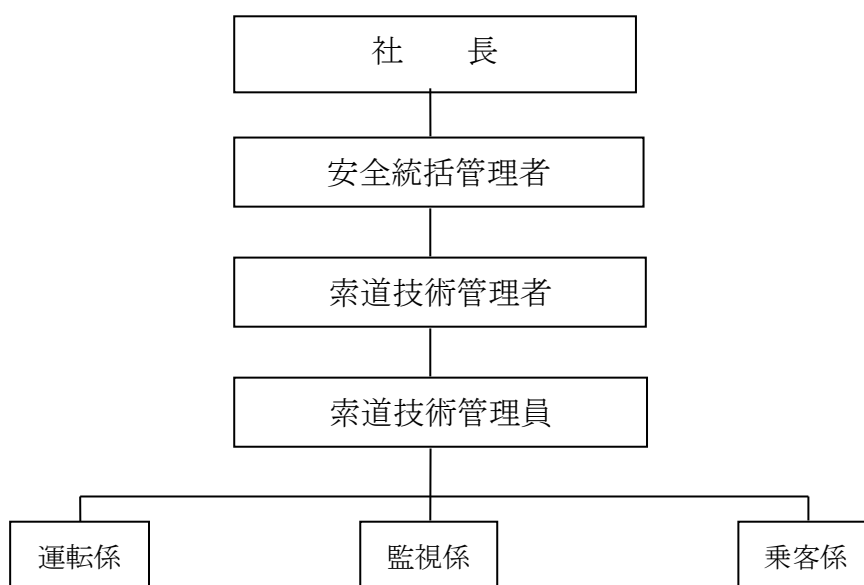 社　　長
安全統括管理者
索道技術管理者
索道技術管理員
運転係
監視係
乗客係